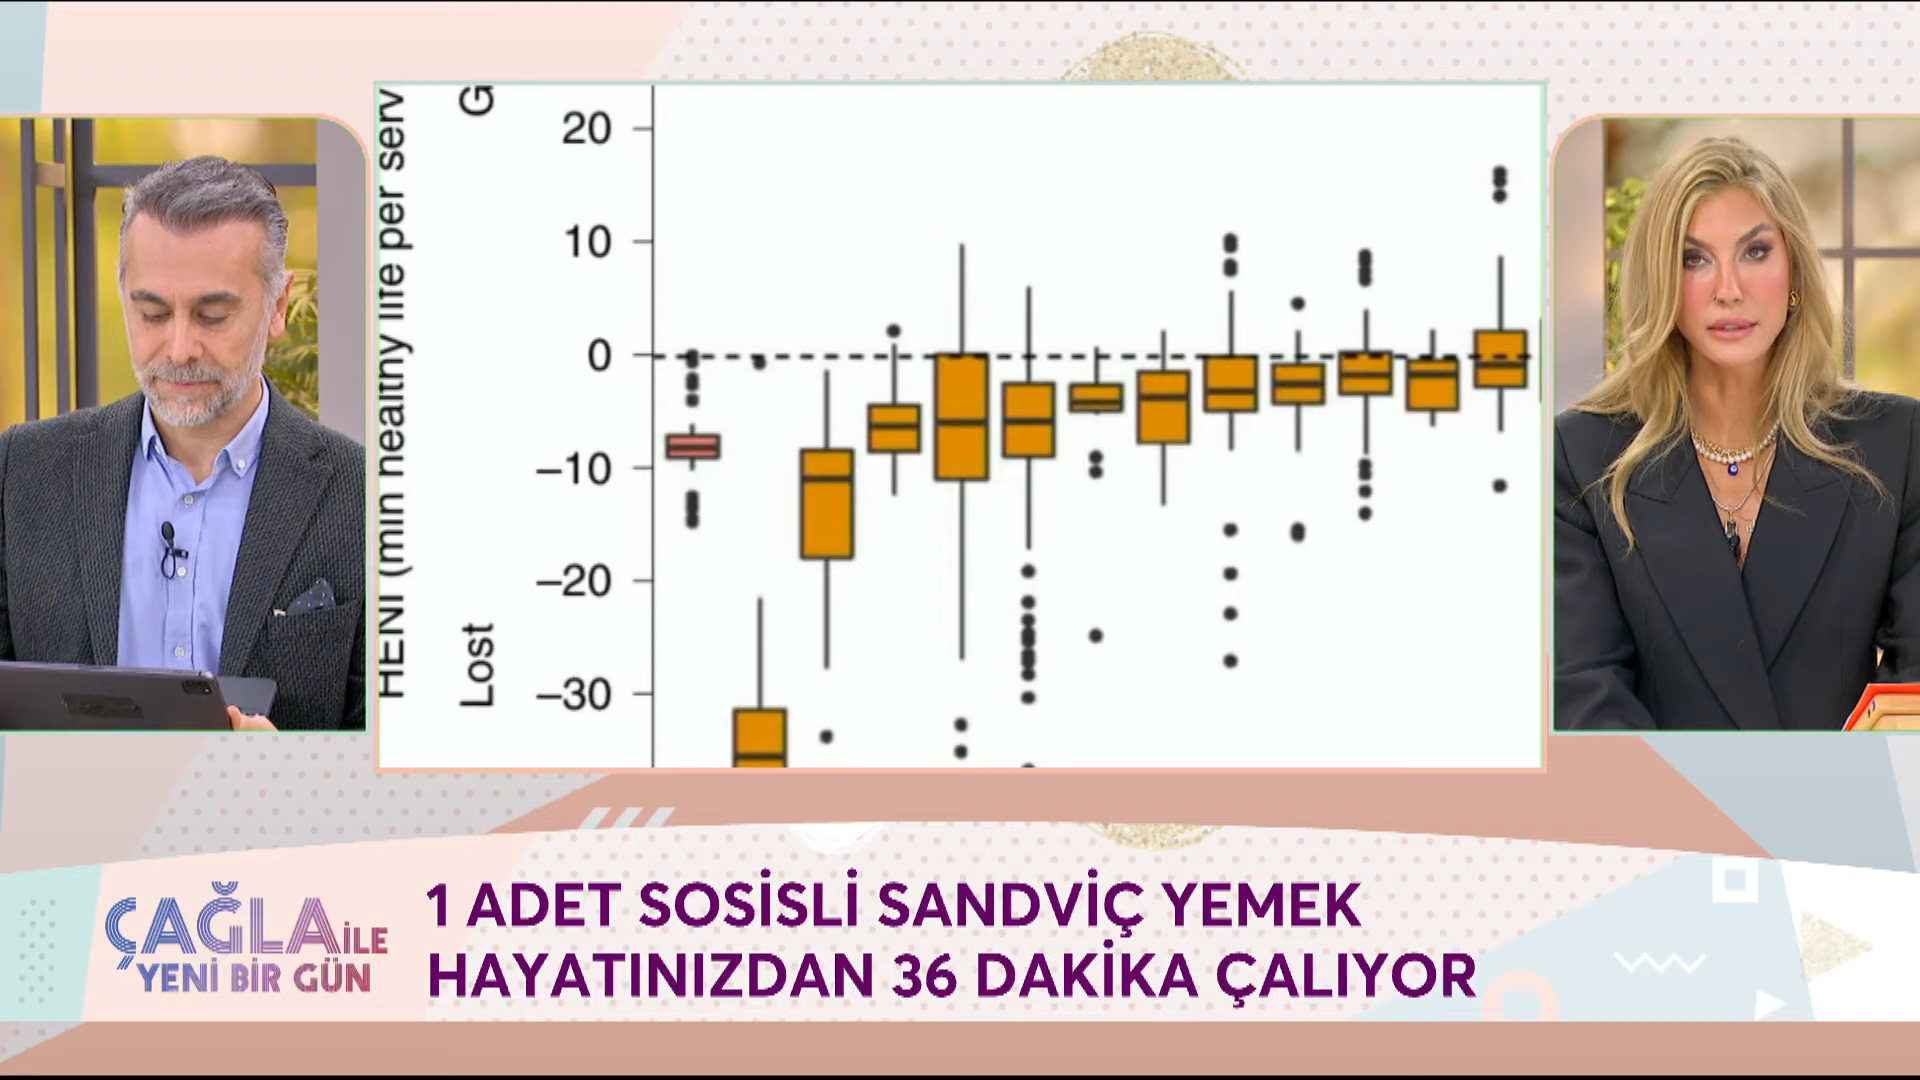 HENI (min healthy life per serv
G
Lost
20
10
0
−10
−20
−30
ÇAĞLA İLE
YENİ BİR GÜN
1 ADET SOSİSLİ SANDVİÇ YEMEK
HAYATINIZDAN 36 DAKİKA ÇALIYOR